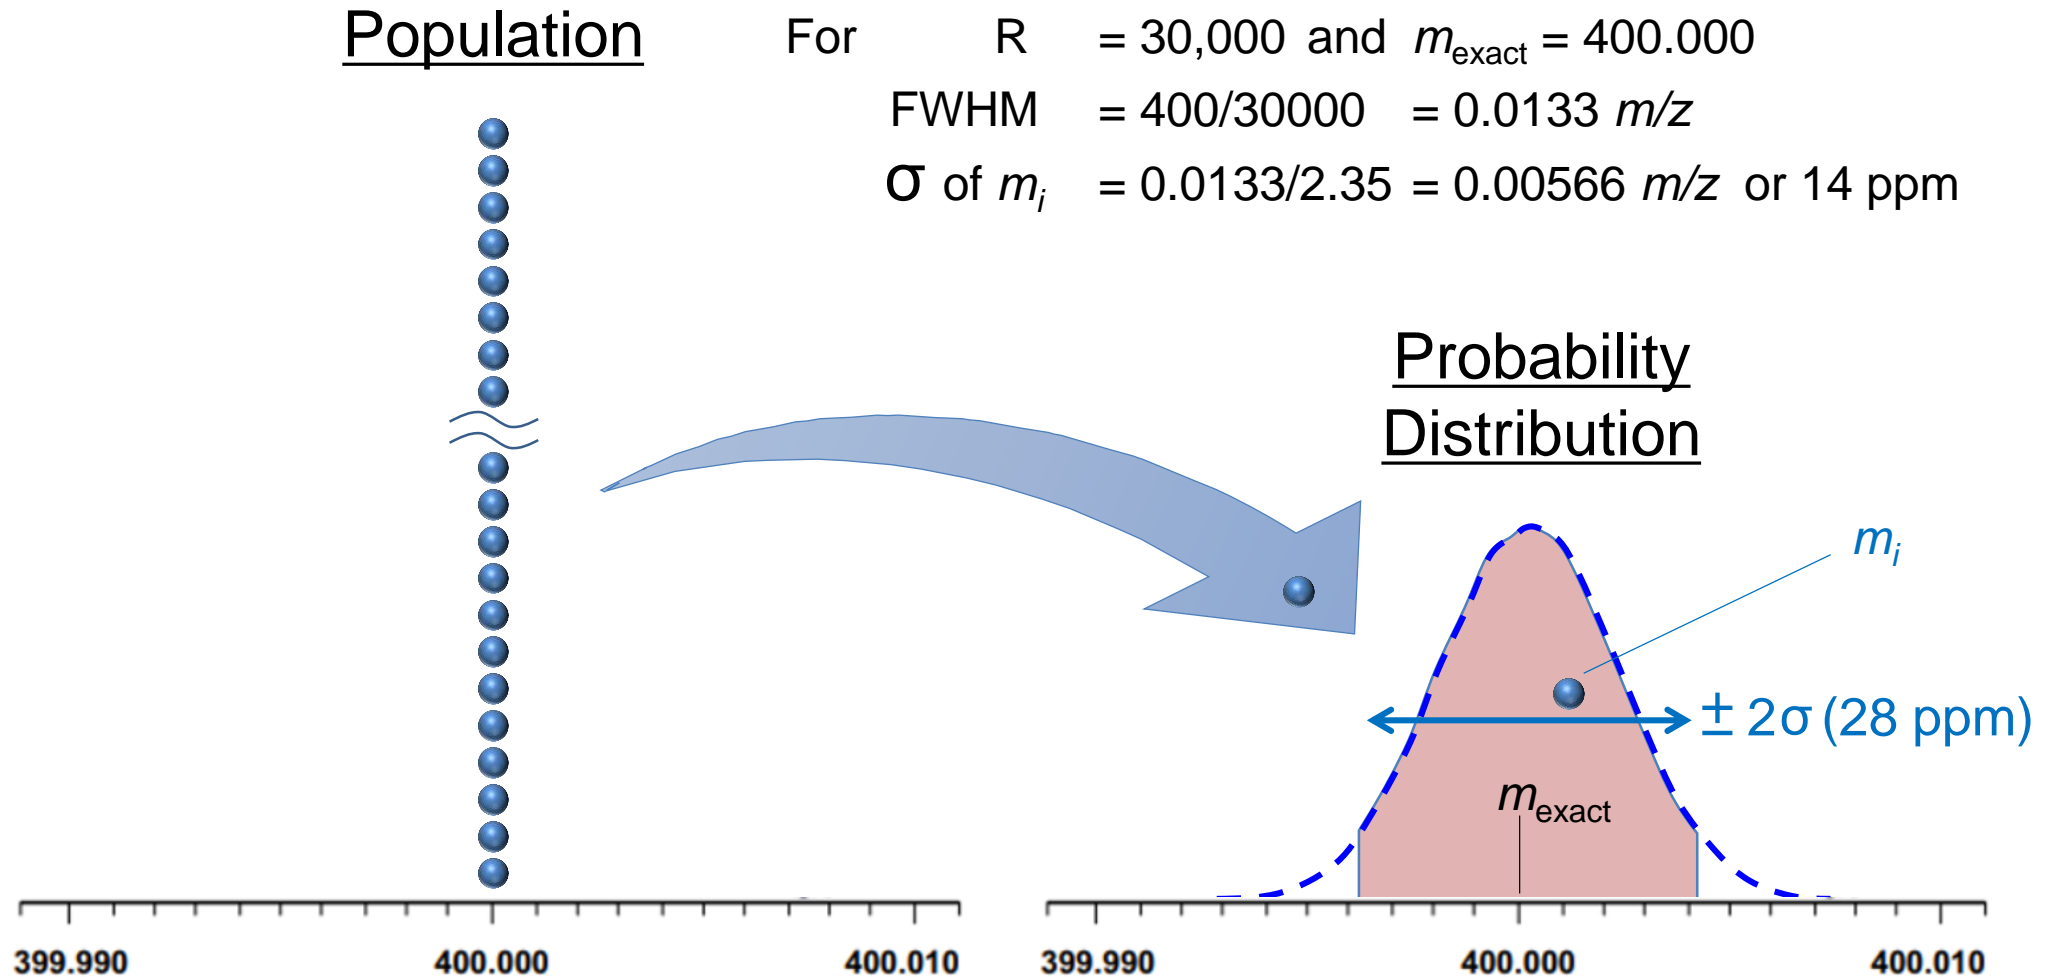 Population
For R = 30,000 and m_exact = 400.000
FWHM = 400/30000 = 0.0133 m/z
σ of m_i = 0.0133/2.35 = 0.00566 m/z or 14 ppm
Probability
Distribution
m_i
± 2σ (28 ppm)
m_exact
399.990 400.000 400.010
399.990 400.000 400.010